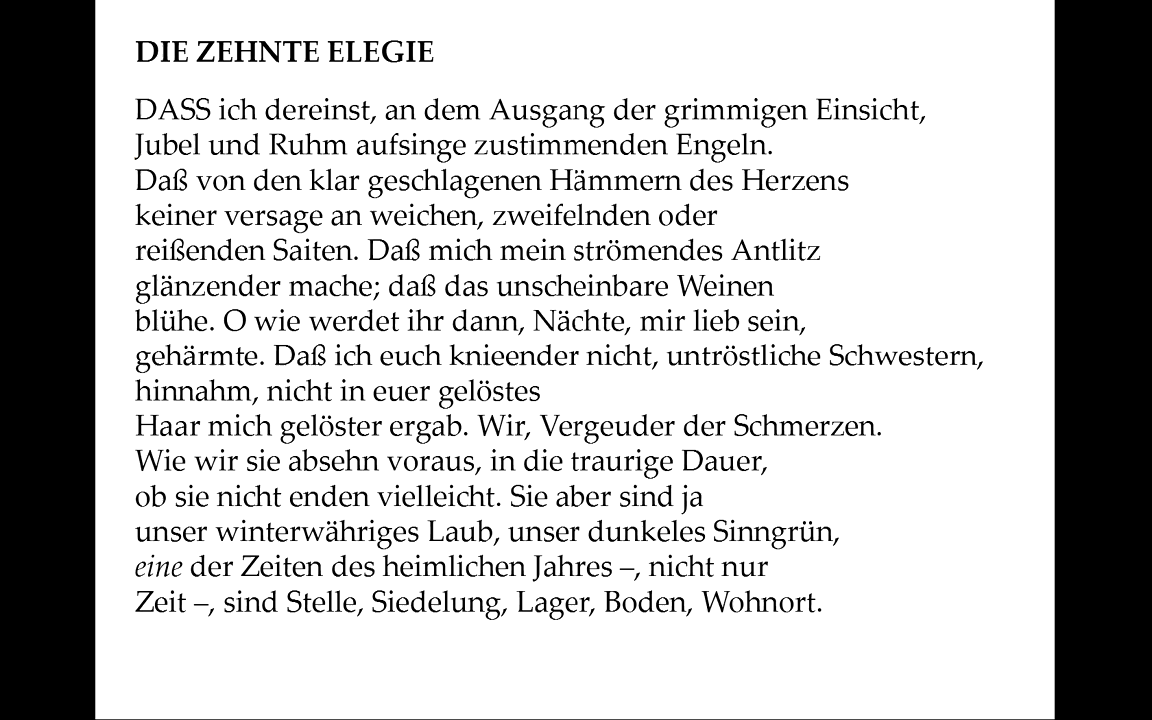 DIE ZEHNTE ELEGIE
DASS ich dereinst, an dem Ausgang der grimmigen Einsicht,
Jubel und Ruhm aufsinge zustimmenden Engeln.
Daß von den klar geschlagenen Hämmern des Herzens
keiner versage an weichen, zweifelnden oder
reißenden Saiten. Daß mich mein strömendes Antlitz
glänzender mache; daß das unscheinbare Weinen
blühe. O wie werdet ihr dann, Nächte, mir lieb sein,
gehärmte. Daß ich euch knieender nicht, untröstliche Schwestern,
hinnahm, nicht in euer gelöstes
Haar mich gelöster ergab. Wir, Vergeuder der Schmerzen.
Wie wir sie absehn voraus, in die traurige Dauer,
ob sie nicht enden vielleicht. Sie aber sind ja
unser winterwähriges Laub, unser dunkeles Sinngrün,
eine der Zeiten des heimlichen Jahres –, nicht nur
Zeit –, sind Stelle, Siedelung, Lager, Boden, Wohnort.